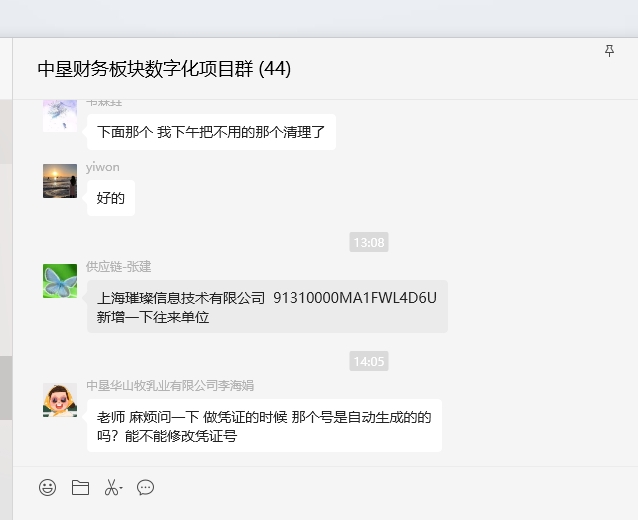 中垦财务板块数字化项目群 (44)
下面那个 我下午把不用的那个清理了
yiwon
好的
13:08
供应链-张建
上海璀璨信息技术有限公司  91310000MA1FWL4D6U
新增一下往来单位
14:05
中垦华山牧乳业有限公司李海娟
老师 麻烦问一下 做凭证的时候 那个号是自动生成的的
吗？能不能修改凭证号